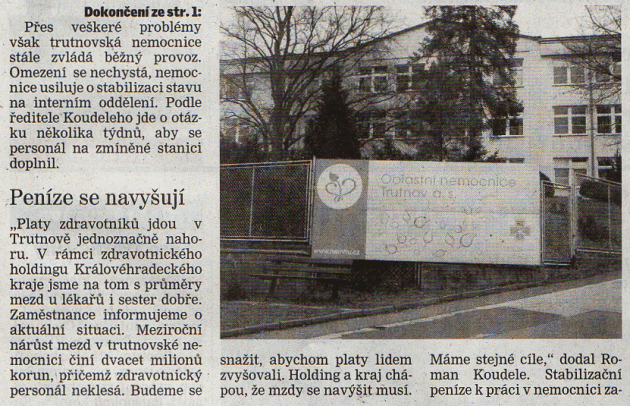 Dokončení ze str. 1:
Přes veškeré problémy
však trutnovská nemocnice
stále zvládá běžný provoz.
Omezení se nechystá, nemoc-
nice usiluje o stabilizaci stavu
na interním oddělení. Podle
ředitele Koudeleho jde o otáz-
ku několika týdnů, aby se
personál na zmíněné stanici
doplnil.
Peníze se navyšují
„Platy zdravotníků jdou v
Trutnově jednoznačně naho-
ru. V rámci zdravotnického
holdingu Královéhradeckého
kraje jsme na tom s průměry
mezd u lékařů i sester dobře.
Zaměstnance informujeme o
aktuální situaci. Meziroční
nárůst mezd v trutnovské ne-
mocnici činí dvacet milionů
korun, přičemž zdravotnický
personál neklesá. Budeme se
Oblastní nemocnice
Trutnov a. s.
snažit, abychom platy lidem
zvyšovali. Holding a kraj chá-
pou, že mzdy se navýšit musí.
Máme stejné cíle,“ dodal Ro-
man Koudele. Stabilizační
peníze k práci v nemocnici za-